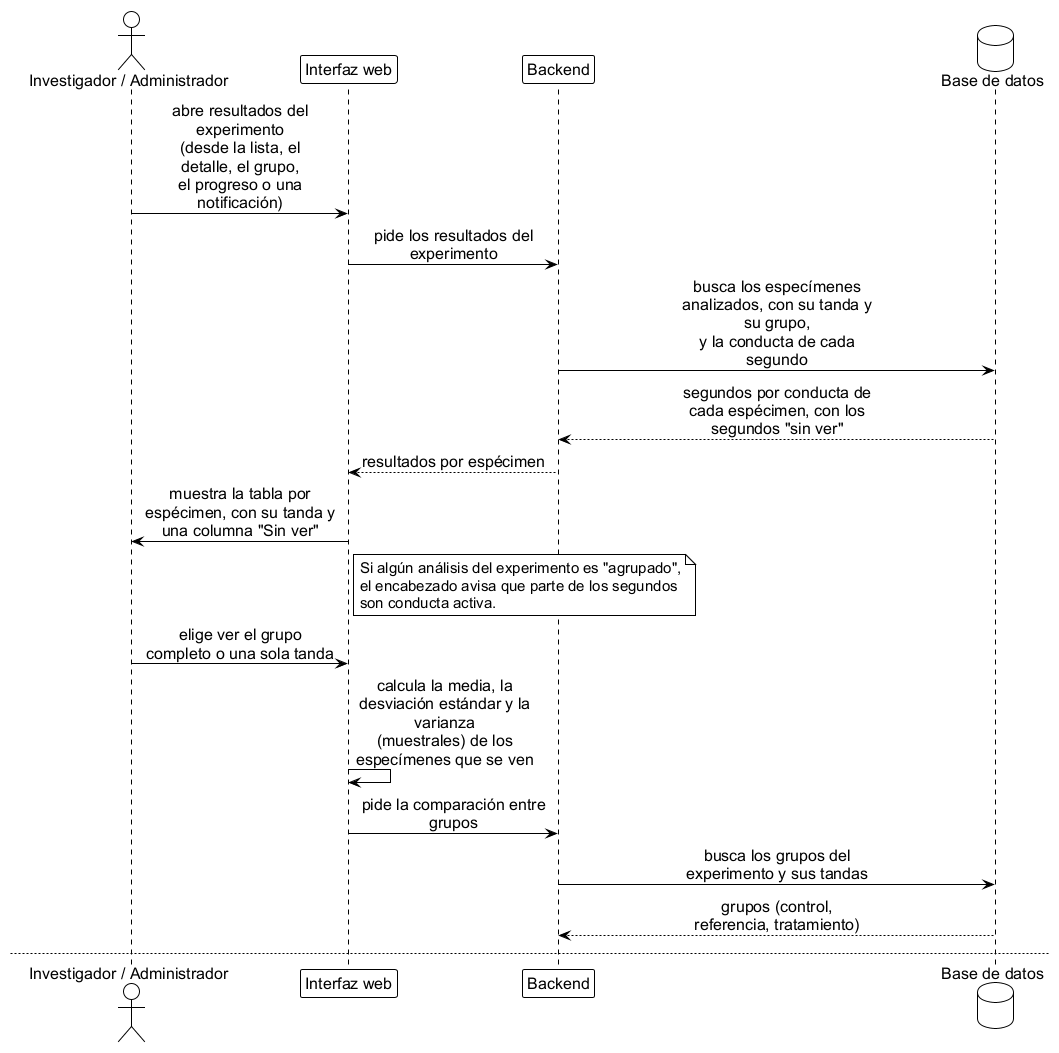 Investigador / Administrador
Interfaz web
Backend
Base de datos
abre resultados del
experimento
(desde la lista, el
detalle, el grupo,
el progreso o una
notificación)
pide los resultados del
experimento
busca los especímenes
analizados, con su tanda y
su grupo,
y la conducta de cada
segundo
segundos por conducta de
cada espécimen, con los
segundos "sin ver"
resultados por espécimen
muestra la tabla por
espécimen, con su tanda y
una columna "Sin ver"
Si algún análisis del experimento es "agrupado",
el encabezado avisa que parte de los segundos
son conducta activa.
elige ver el grupo
completo o una sola tanda
calcula la media, la
desviación estándar y la
varianza
(muestrales) de los
especímenes que se ven
pide la comparación entre
grupos
busca los grupos del
experimento y sus tandas
grupos (control,
referencia, tratamiento)
Investigador / Administrador
Interfaz web
Backend
Base de datos